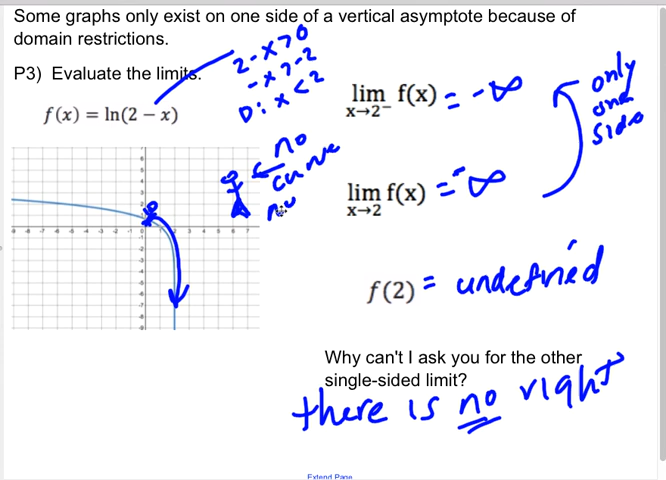 Some graphs only exist on one side of a vertical asymptote because of
domain restrictions.
P3) Evaluate the limits.
2-x>0
-x>-2
D: x<2
f(x) = ln(2 − x)
lim f(x) = -∞
x→2⁻
only
one
side
no
curve
lim f(x) = -∞
x→2
f(2) = undefined
Why can't I ask you for the other
single-sided limit?
there is no right
Extend Page